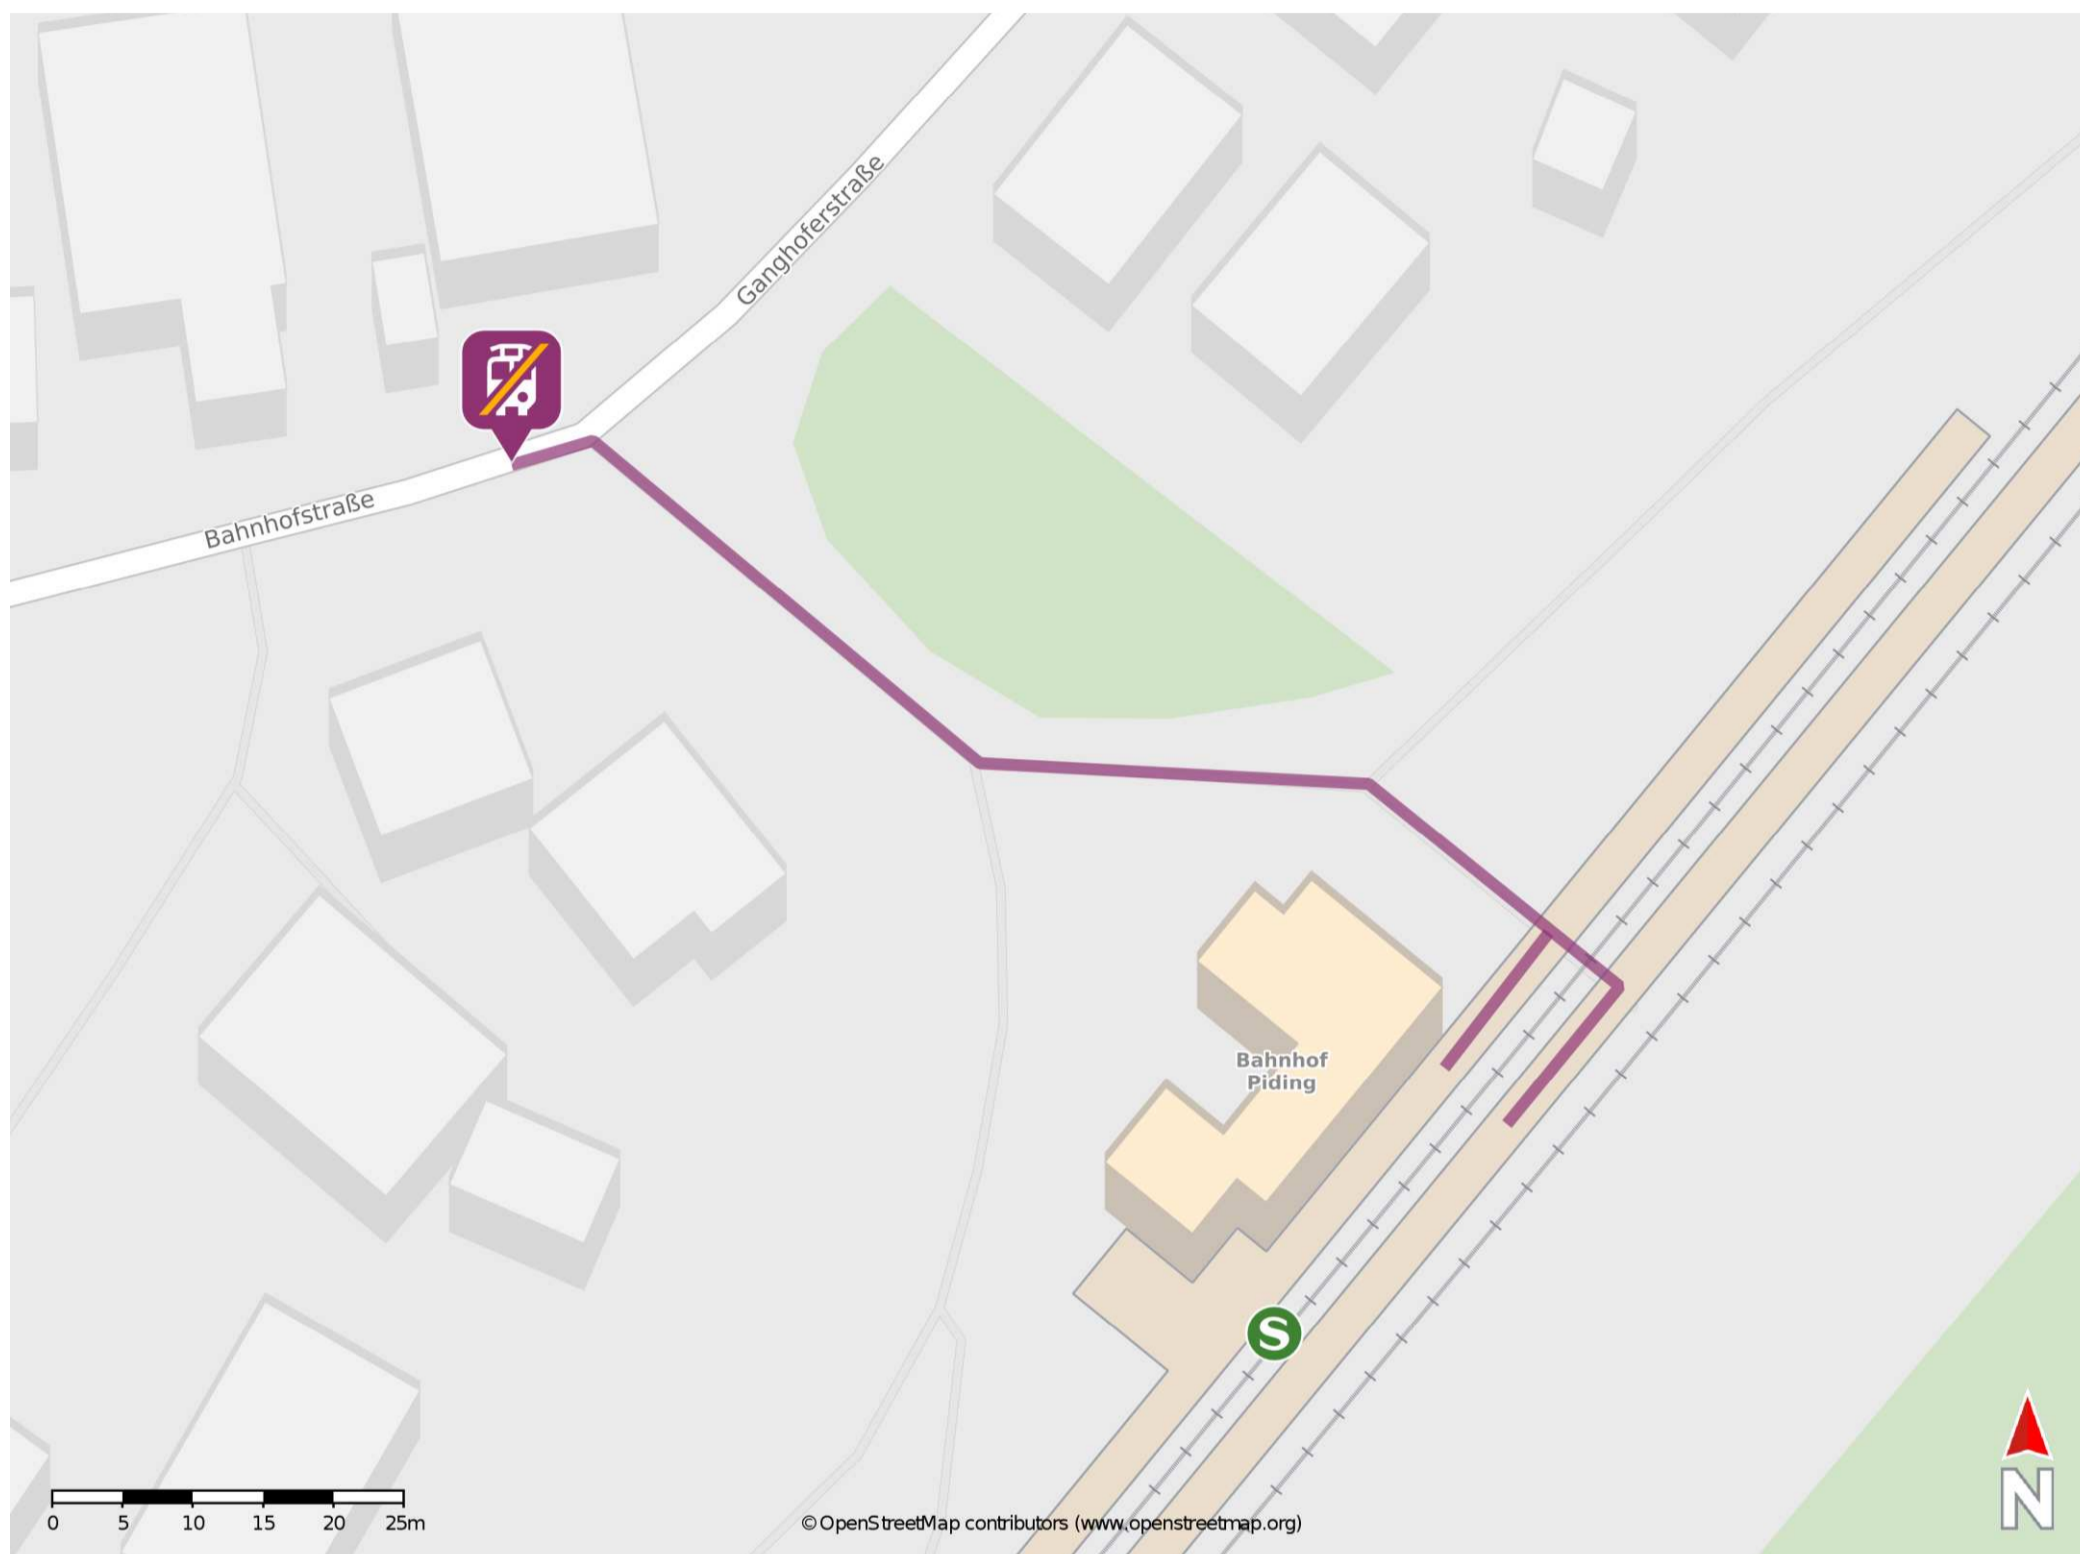 Ganghoferstraße
Bahnhofstraße
Bahnhof
Piding
S
0 5 10 15 20 25m
© OpenStreetMap contributors (www.openstreetmap.org)
N